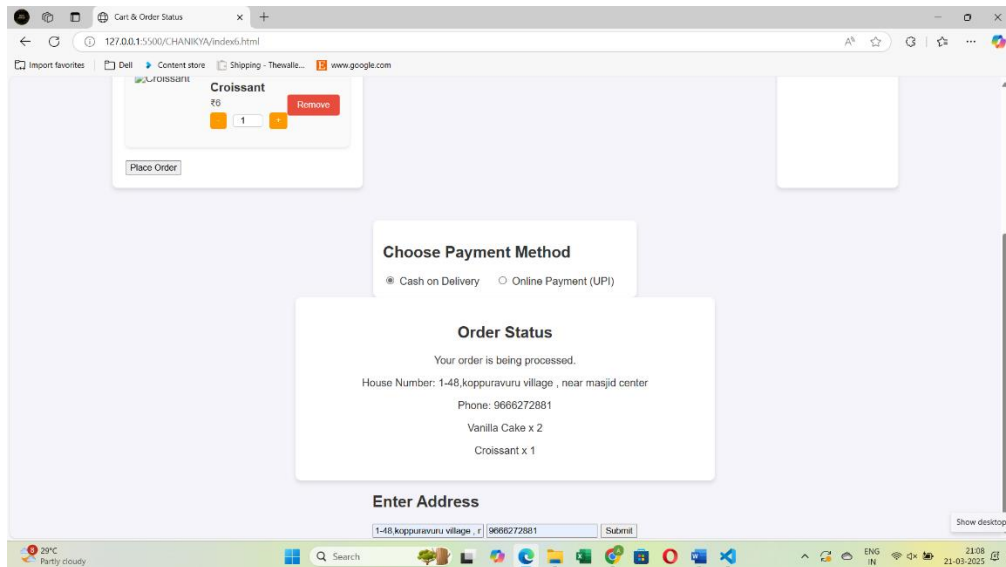 Cart & Order Status
127.0.0.1:5500/CHANIKYA/index6.html
Import favorites Dell Content store Shipping - Thewalle... www.google.com
Croissant
Croissant
₹6
Remove
- 1 +
Place Order
Choose Payment Method
Cash on Delivery Online Payment (UPI)
Order Status
Your order is being processed.
House Number: 1-48,koppuravuru village , near masjid center
Phone: 9666272881
Vanilla Cake x 2
Croissant x 1
Enter Address
1-48,koppuravuru village , r 9666272881 Submit
Show desktop
8 29°C
Partly cloudy
Search
ENG
IN
21:08
21-03-2025